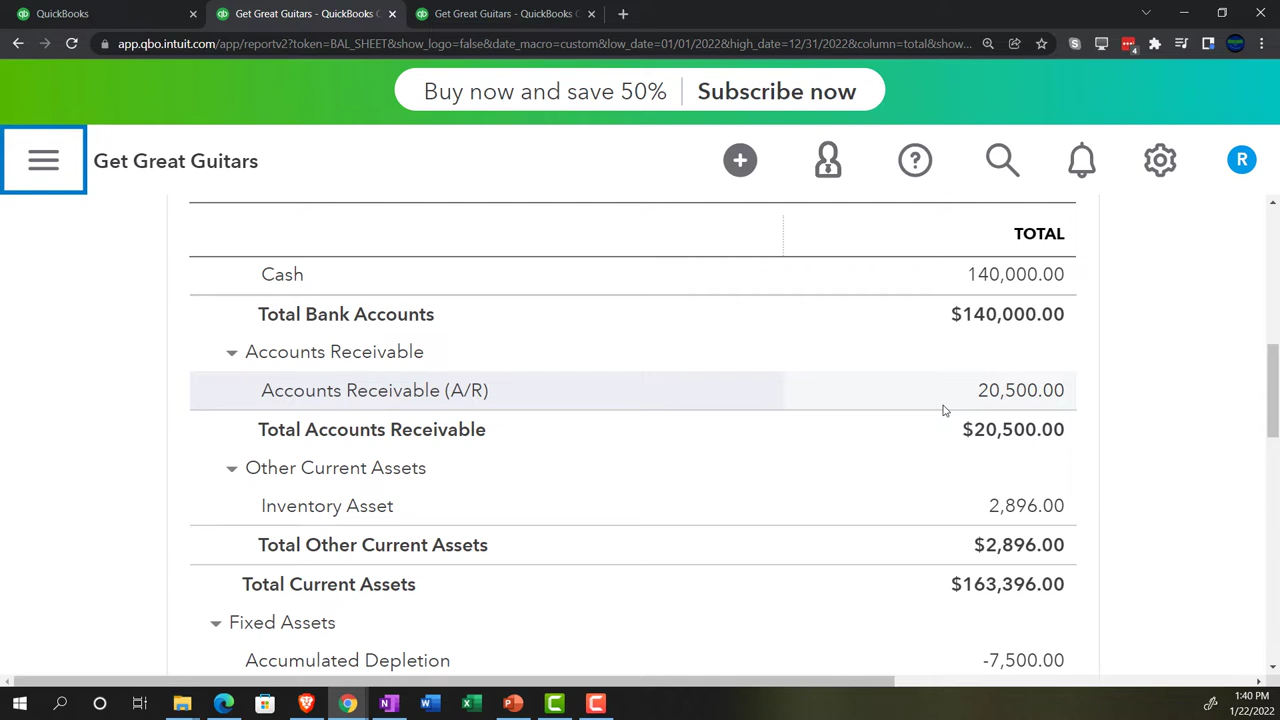 QuickBooks
Get Great Guitars - QuickBooks
Get Great Guitars - QuickBooks
app.qbo.intuit.com/app/reportv2?token=BAL_SHEET&show_logo=false&date_macro=custom&low_date=01/01/2022&high_date=12/31/2022&column=total&show...
4
Buy now and save 50% Subscribe now
Get Great Guitars
R
TOTAL
Cash 140,000.00
Total Bank Accounts $140,000.00
Accounts Receivable
Accounts Receivable (A/R) 20,500.00
Total Accounts Receivable $20,500.00
Other Current Assets
Inventory Asset 2,896.00
Total Other Current Assets $2,896.00
Total Current Assets $163,396.00
Fixed Assets
Accumulated Depletion -7,500.00
1:40 PM
1/22/2022